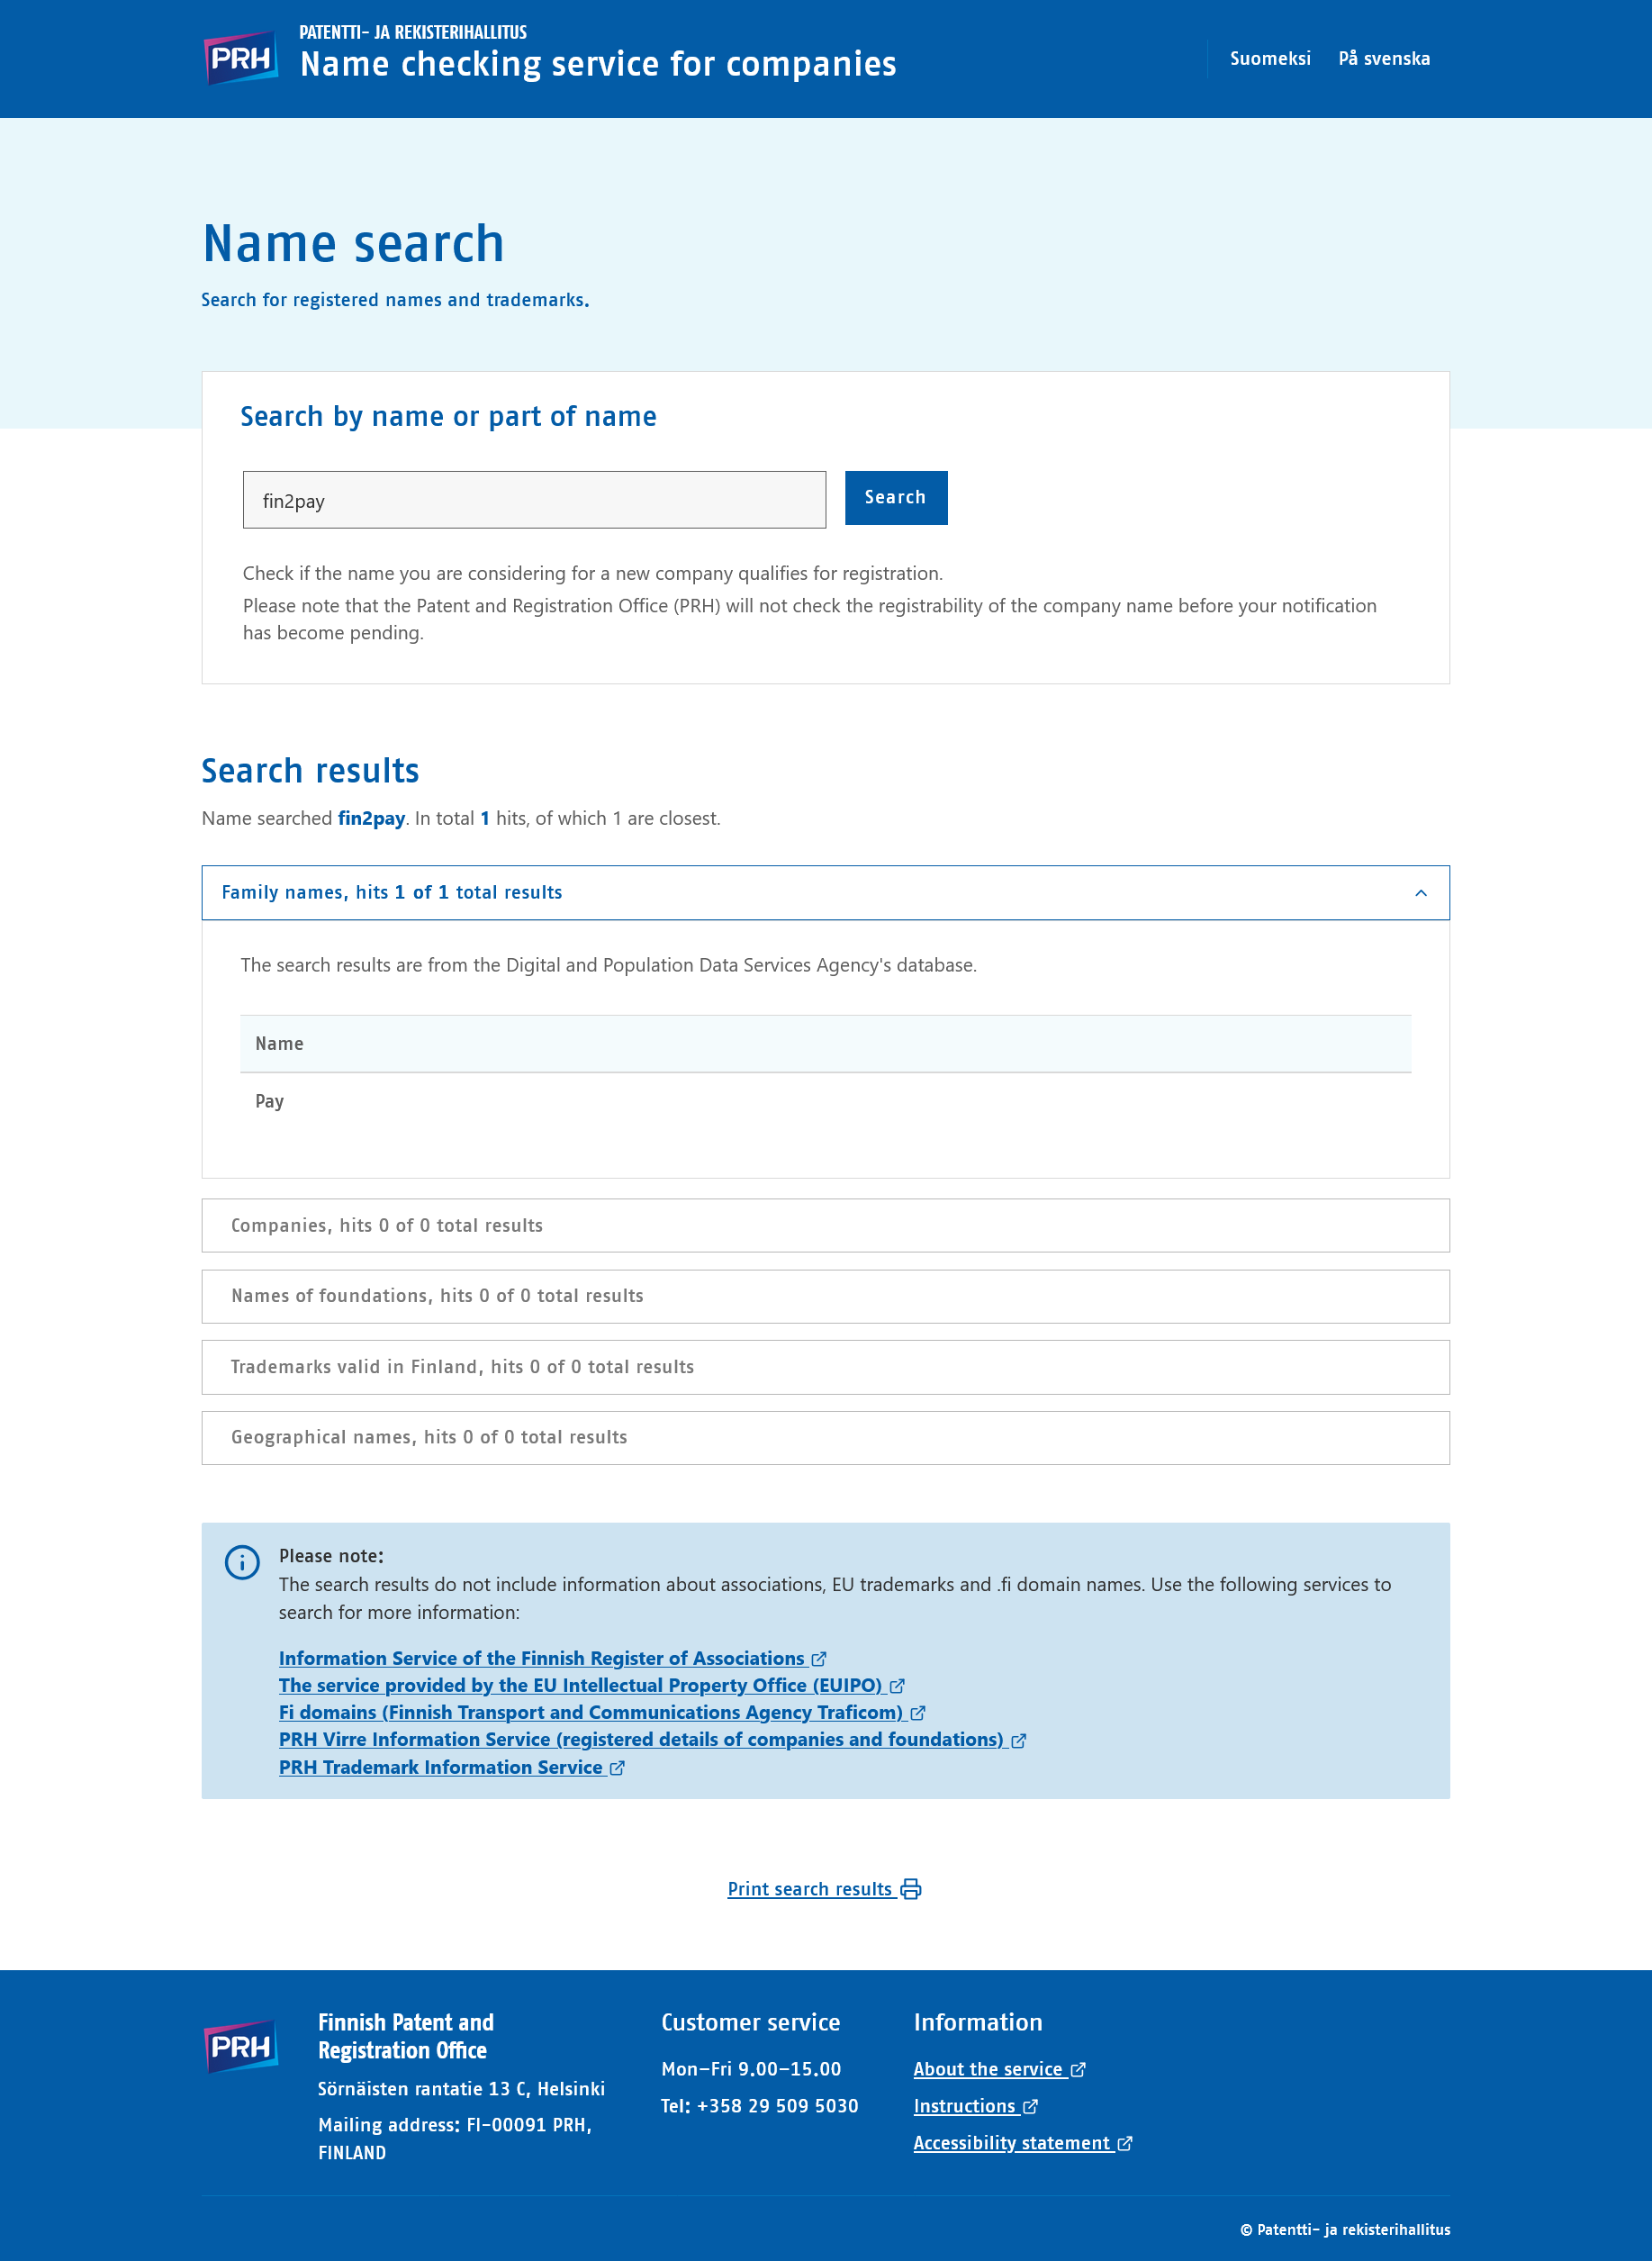 PRH
PATENTTI- JA REKISTERIHALLITUS
Name checking service for companies
Suomeksi
På svenska
Name search
Search for registered names and trademarks.
Search by name or part of name
fin2pay
Search
Check if the name you are considering for a new company qualifies for registration.
Please note that the Patent and Registration Office (PRH) will not check the registrability of the company name before your notification
has become pending.
Search results
Name searched fin2pay. In total 1 hits, of which 1 are closest.
Family names, hits 1 of 1 total results
The search results are from the Digital and Population Data Services Agency's database.
Name
Pay
Companies, hits 0 of 0 total results
Names of foundations, hits 0 of 0 total results
Trademarks valid in Finland, hits 0 of 0 total results
Geographical names, hits 0 of 0 total results
Please note:
The search results do not include information about associations, EU trademarks and .fi domain names. Use the following services to
search for more information:
Information Service of the Finnish Register of Associations
The service provided by the EU Intellectual Property Office (EUIPO)
Fi domains (Finnish Transport and Communications Agency Traficom)
PRH Virre Information Service (registered details of companies and foundations)
PRH Trademark Information Service
Print search results
PRH
Finnish Patent and
Registration Office
Sörnäisten rantatie 13 C, Helsinki
Mailing address: FI-00091 PRH,
FINLAND
Customer service
Mon–Fri 9.00–15.00
Tel: +358 29 509 5030
Information
About the service
Instructions
Accessibility statement
© Patentti- ja rekisterihallitus